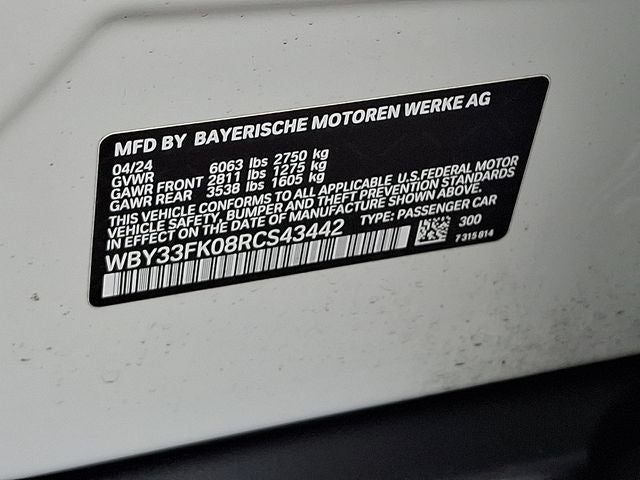 MFD BY BAYERISCHE MOTOREN WERKE AG
04/24
GVWR 6063 lbs 2750 kg
GAWR FRONT 2811 lbs 1275 kg
GAWR REAR 3538 lbs 1605 kg
THIS VEHICLE CONFORMS TO ALL APPLICABLE U.S.FEDERAL MOTOR
VEHICLE SAFETY, BUMPER AND THEFT PREVENTION STANDARDS
IN EFFECT ON THE DATE OF MANUFACTURE SHOWN ABOVE.
WBY33FK08RCS43442 TYPE: PASSENGER CAR
300
7315814